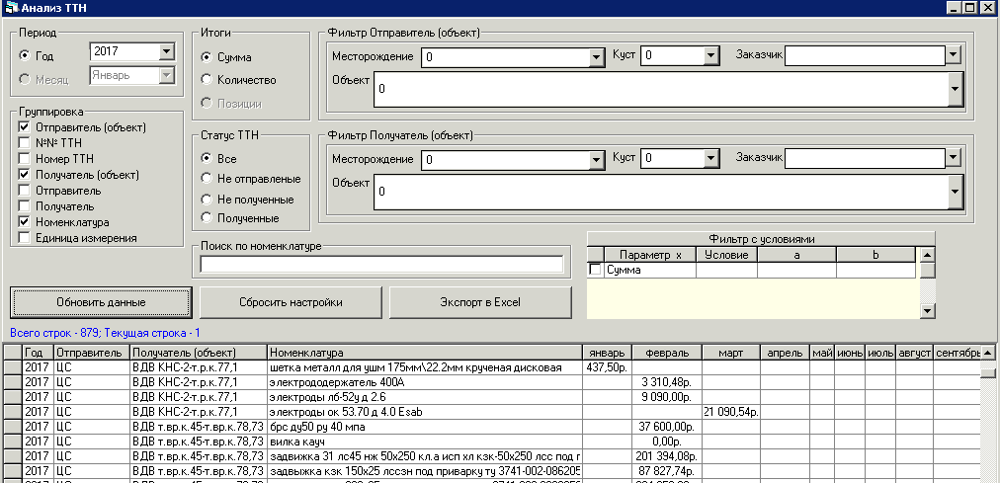 Анализ ТТН
Период
Год 2017
Месяц Январь
Итоги
Сумма
Количество
Позиции
Фильтр Отправитель (объект)
Месторождение 0 Куст 0 Заказчик
Объект 0
Группировка
Отправитель (объект)
№№ ТТН
Номер ТТН
Получатель (объект)
Отправитель
Получатель
Номенклатура
Единица измерения
Статус ТТН
Все
Не отправленые
Не полученные
Полученные
Фильтр Получатель (объект)
Месторождение 0 Куст 0 Заказчик
Объект 0
Поиск по номенклатуре
Фильтр с условиями
Параметр x Условие a b
Сумма
Обновить данные Сбросить настройки Экспорт в Excel
Всего строк - 879; Текущая строка - 1
Год Отправитель Получатель (объект) Номенклатура январь февраль март апрель май июнь июль август сентябрь
2017 ЦС ВДВ КНС-2-т.р.к.77,1 щетка металл для ушм 175мм\22.2мм крученая дисковая 437,50р.
2017 ЦС ВДВ КНС-2-т.р.к.77,1 электрододержатель 400А 3 310,48р.
2017 ЦС ВДВ КНС-2-т.р.к.77,1 электроды лб-52у д 2.6 9 090,00р.
2017 ЦС ВДВ КНС-2-т.р.к.77,1 электроды ок 53.70 д 4.0 Esab 21 090,54р.
2017 ЦС ВДВ т.вр.к.45-т.вр.к.78,73 брс ду50 ру 40 мпа 37 600,00р.
2017 ЦС ВДВ т.вр.к.45-т.вр.к.78,73 вилка кауч 0,00р.
2017 ЦС ВДВ т.вр.к.45-т.вр.к.78,73 задвижка 31 лс45 нж 50х250 кл.а исп хл кзк-50х250 лсс под г 201 394,08р.
2017 ЦС ВДВ т.вр.к.45-т.вр.к.78,73 задвыжка кзк 150х25 лссзн под приварку ту 3741-002-086205 87 827,74р.